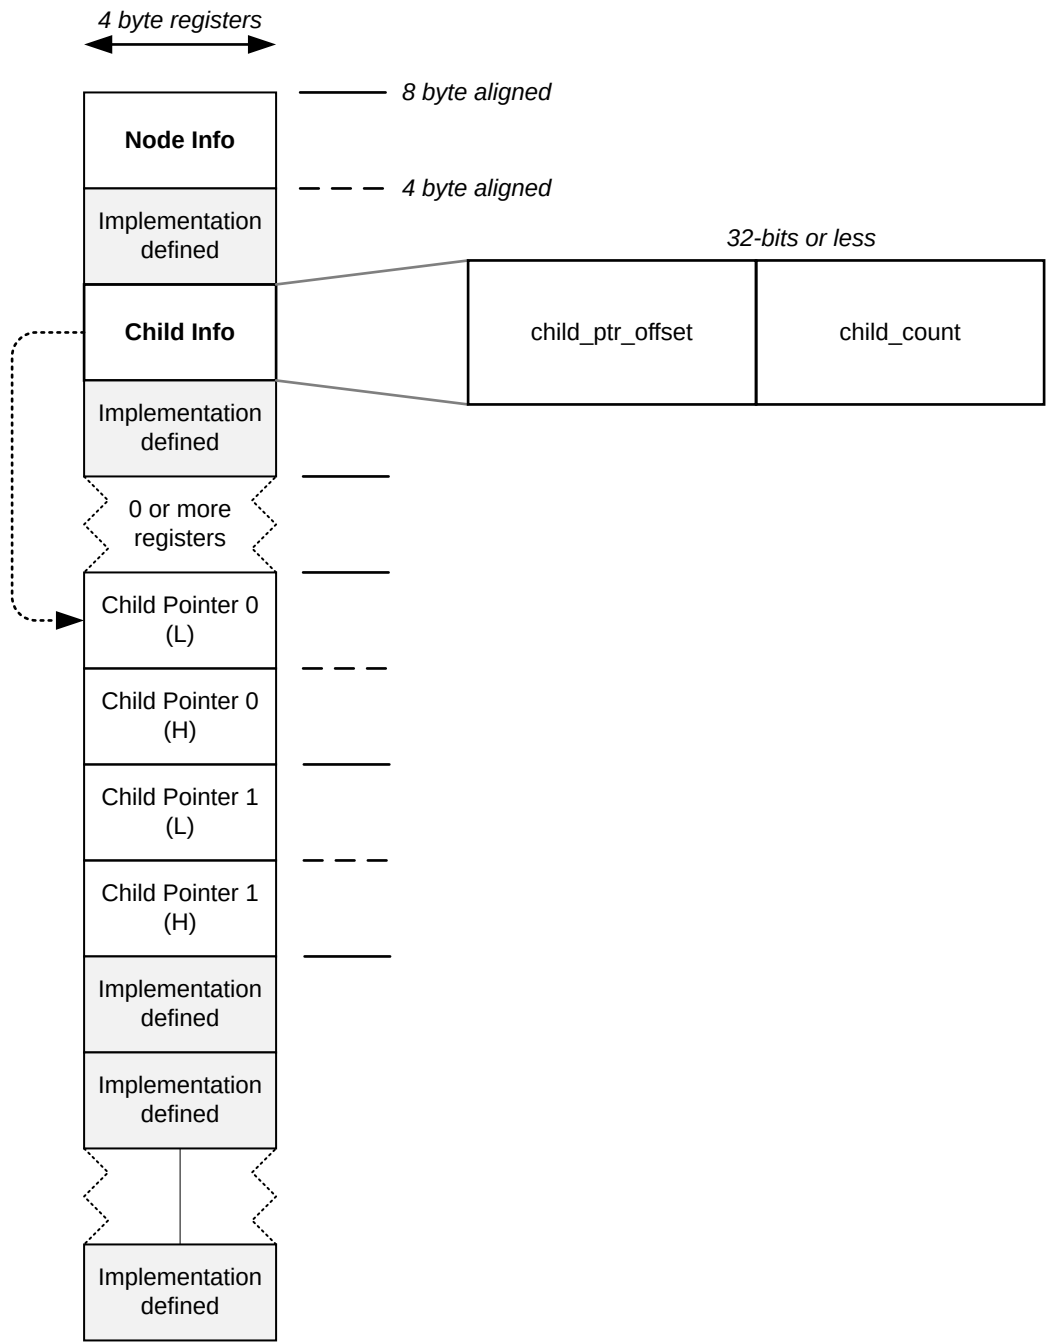 4 byte registers
8 byte aligned
Node Info
4 byte aligned
Implementation
defined
32-bits or less
Child Info
child_ptr_offset
child_count
Implementation
defined
0 or more
registers
Child Pointer 0
(L)
Child Pointer 0
(H)
Child Pointer 1
(L)
Child Pointer 1
(H)
Implementation
defined
Implementation
defined
Implementation
defined